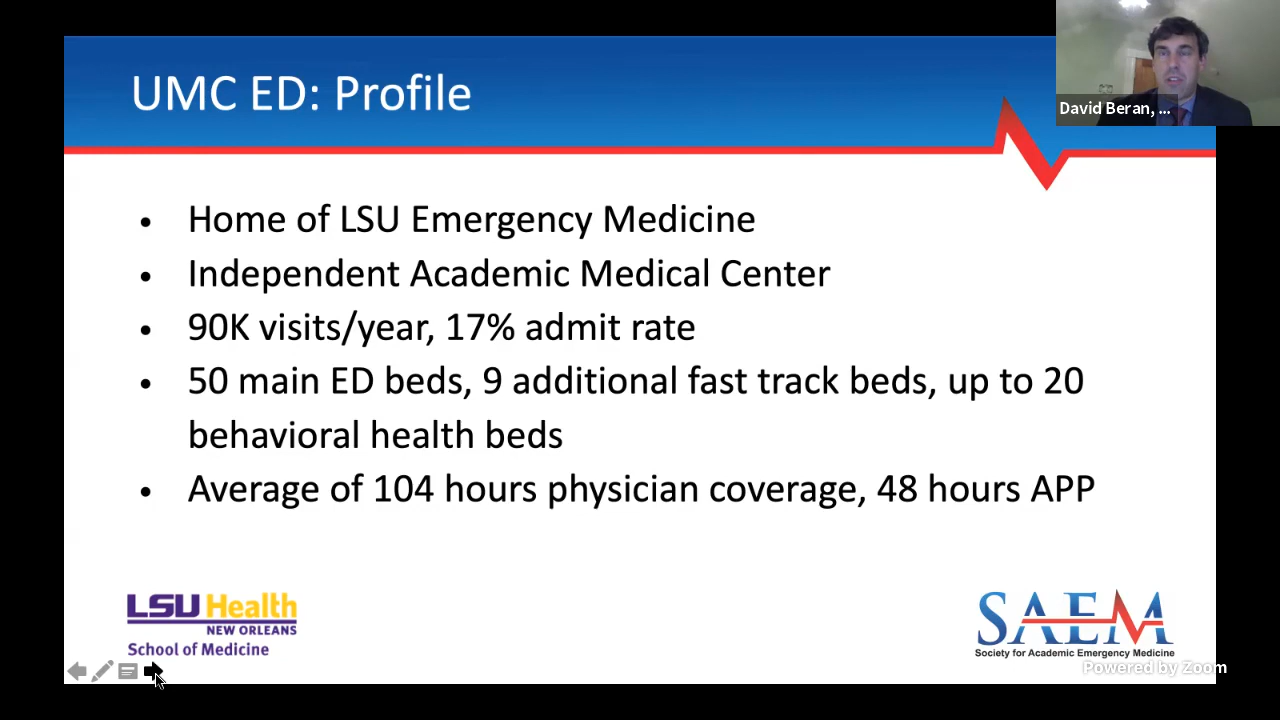 UMC ED: Profile
David Beran, ...
• Home of LSU Emergency Medicine
• Independent Academic Medical Center
• 90K visits/year, 17% admit rate
• 50 main ED beds, 9 additional fast track beds, up to 20
behavioral health beds
• Average of 104 hours physician coverage, 48 hours APP
LSU Health
NEW ORLEANS
School of Medicine
SAEM
Society for Academic Emergency Medicine
Powered by Zoom